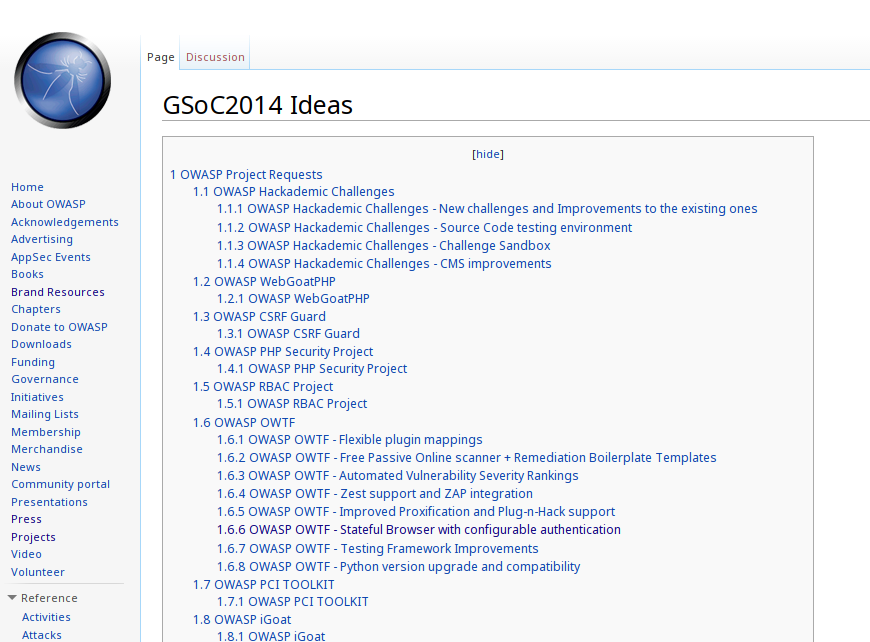 Page
Discussion
GSoC2014 Ideas
[hide]
1 OWASP Project Requests
1.1 OWASP Hackademic Challenges
1.1.1 OWASP Hackademic Challenges - New challenges and Improvements to the existing ones
1.1.2 OWASP Hackademic Challenges - Source Code testing environment
1.1.3 OWASP Hackademic Challenges - Challenge Sandbox
1.1.4 OWASP Hackademic Challenges - CMS improvements
1.2 OWASP WebGoatPHP
1.2.1 OWASP WebGoatPHP
1.3 OWASP CSRF Guard
1.3.1 OWASP CSRF Guard
1.4 OWASP PHP Security Project
1.4.1 OWASP PHP Security Project
1.5 OWASP RBAC Project
1.5.1 OWASP RBAC Project
1.6 OWASP OWTF
1.6.1 OWASP OWTF - Flexible plugin mappings
1.6.2 OWASP OWTF - Free Passive Online scanner + Remediation Boilerplate Templates
1.6.3 OWASP OWTF - Automated Vulnerability Severity Rankings
1.6.4 OWASP OWTF - Zest support and ZAP integration
1.6.5 OWASP OWTF - Improved Proxification and Plug-n-Hack support
1.6.6 OWASP OWTF - Stateful Browser with configurable authentication
1.6.7 OWASP OWTF - Testing Framework Improvements
1.6.8 OWASP OWTF - Python version upgrade and compatibility
1.7 OWASP PCI TOOLKIT
1.7.1 OWASP PCI TOOLKIT
1.8 OWASP iGoat
1.8.1 OWASP iGoat
Home
About OWASP
Acknowledgements
Advertising
AppSec Events
Books
Brand Resources
Chapters
Donate to OWASP
Downloads
Funding
Governance
Initiatives
Mailing Lists
Membership
Merchandise
News
Community portal
Presentations
Press
Projects
Video
Volunteer
Reference
Activities
Attacks